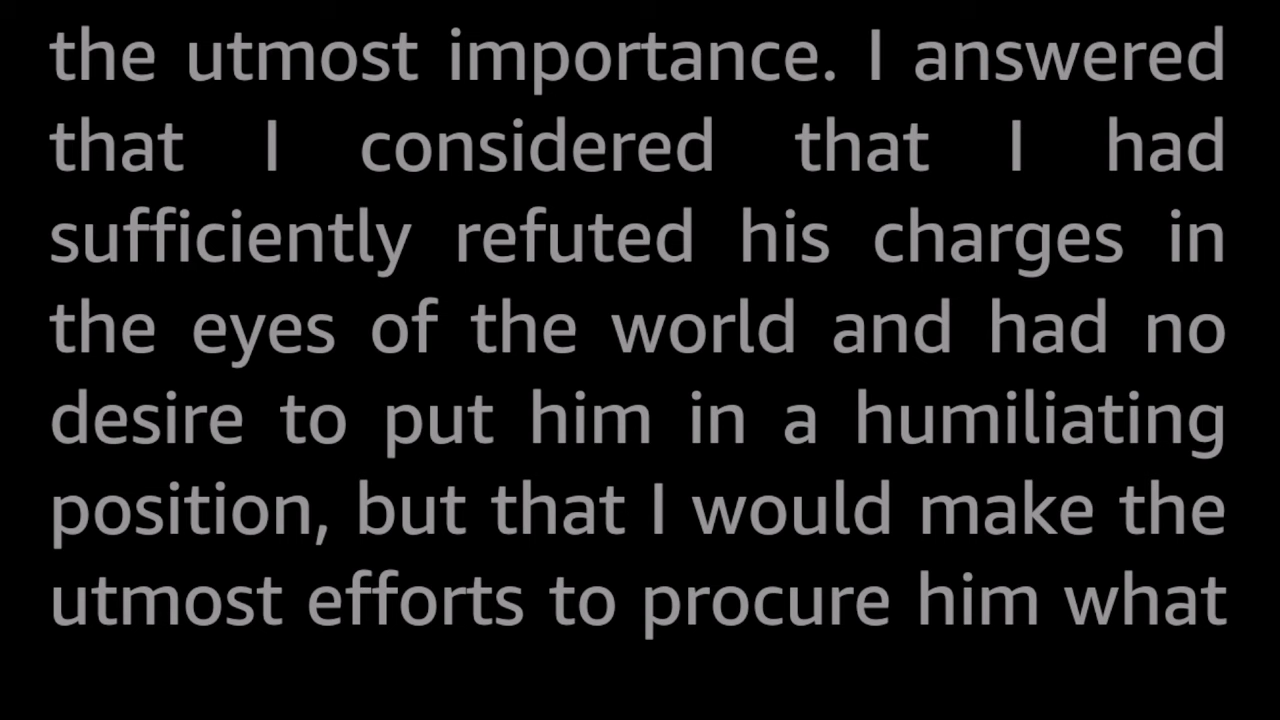 the utmost importance. I answered
that I considered that I had
sufficiently refuted his charges in
the eyes of the world and had no
desire to put him in a humiliating
position, but that I would make the
utmost efforts to procure him what